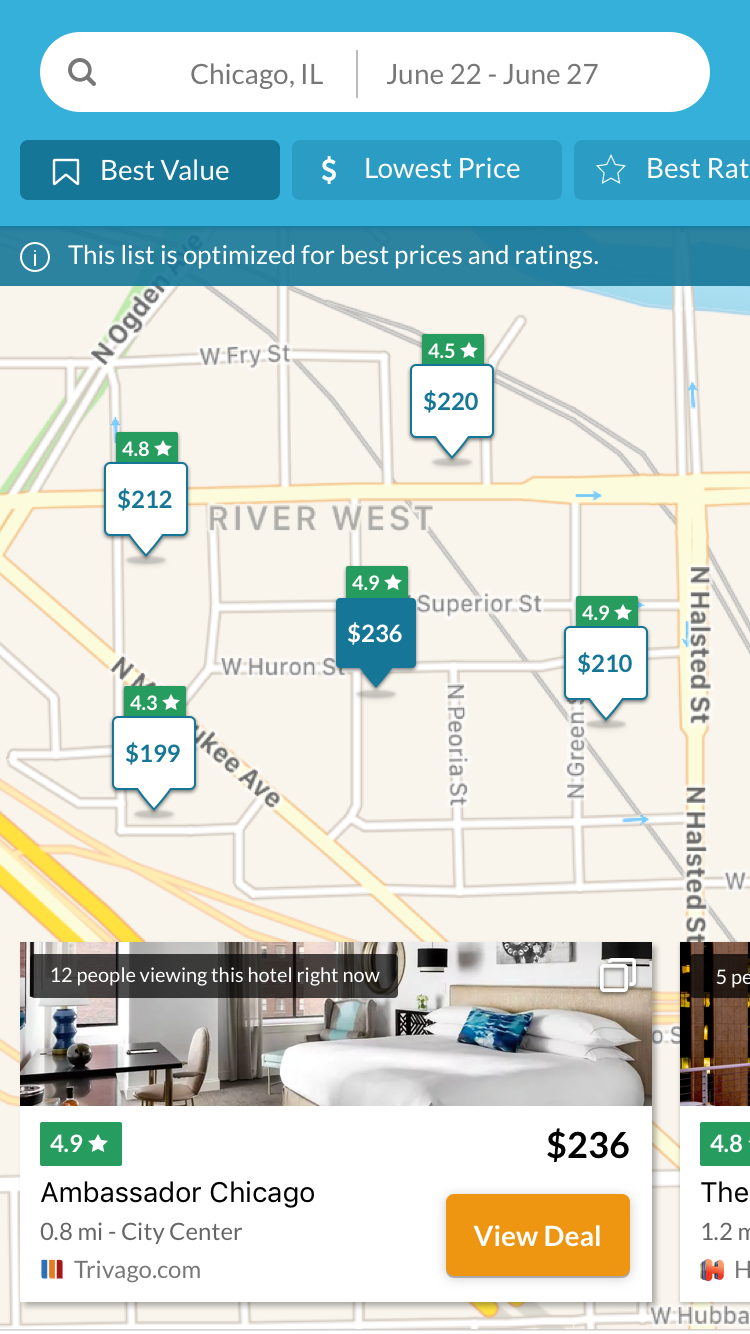 Chicago, IL
June 22 - June 27
Best Value
$ Lowest Price
Best Rat
This list is optimized for best prices and ratings.
N Ogden Ave
W Fry St
4.5
$220
4.8
$212
RIVER WEST
4.9
$236
Superior St
4.9
$210
N Halsted St
W Huron St
N M
ukee Ave
4.3
$199
N Peoria St
N Green
N Halsted St
W
12 people viewing this hotel right now
5 pe
o S
4.9
$236
4.8
Ambassador Chicago
The
0.8 mi - City Center
View Deal
1.2 m
Trivago.com
H
W Hubba